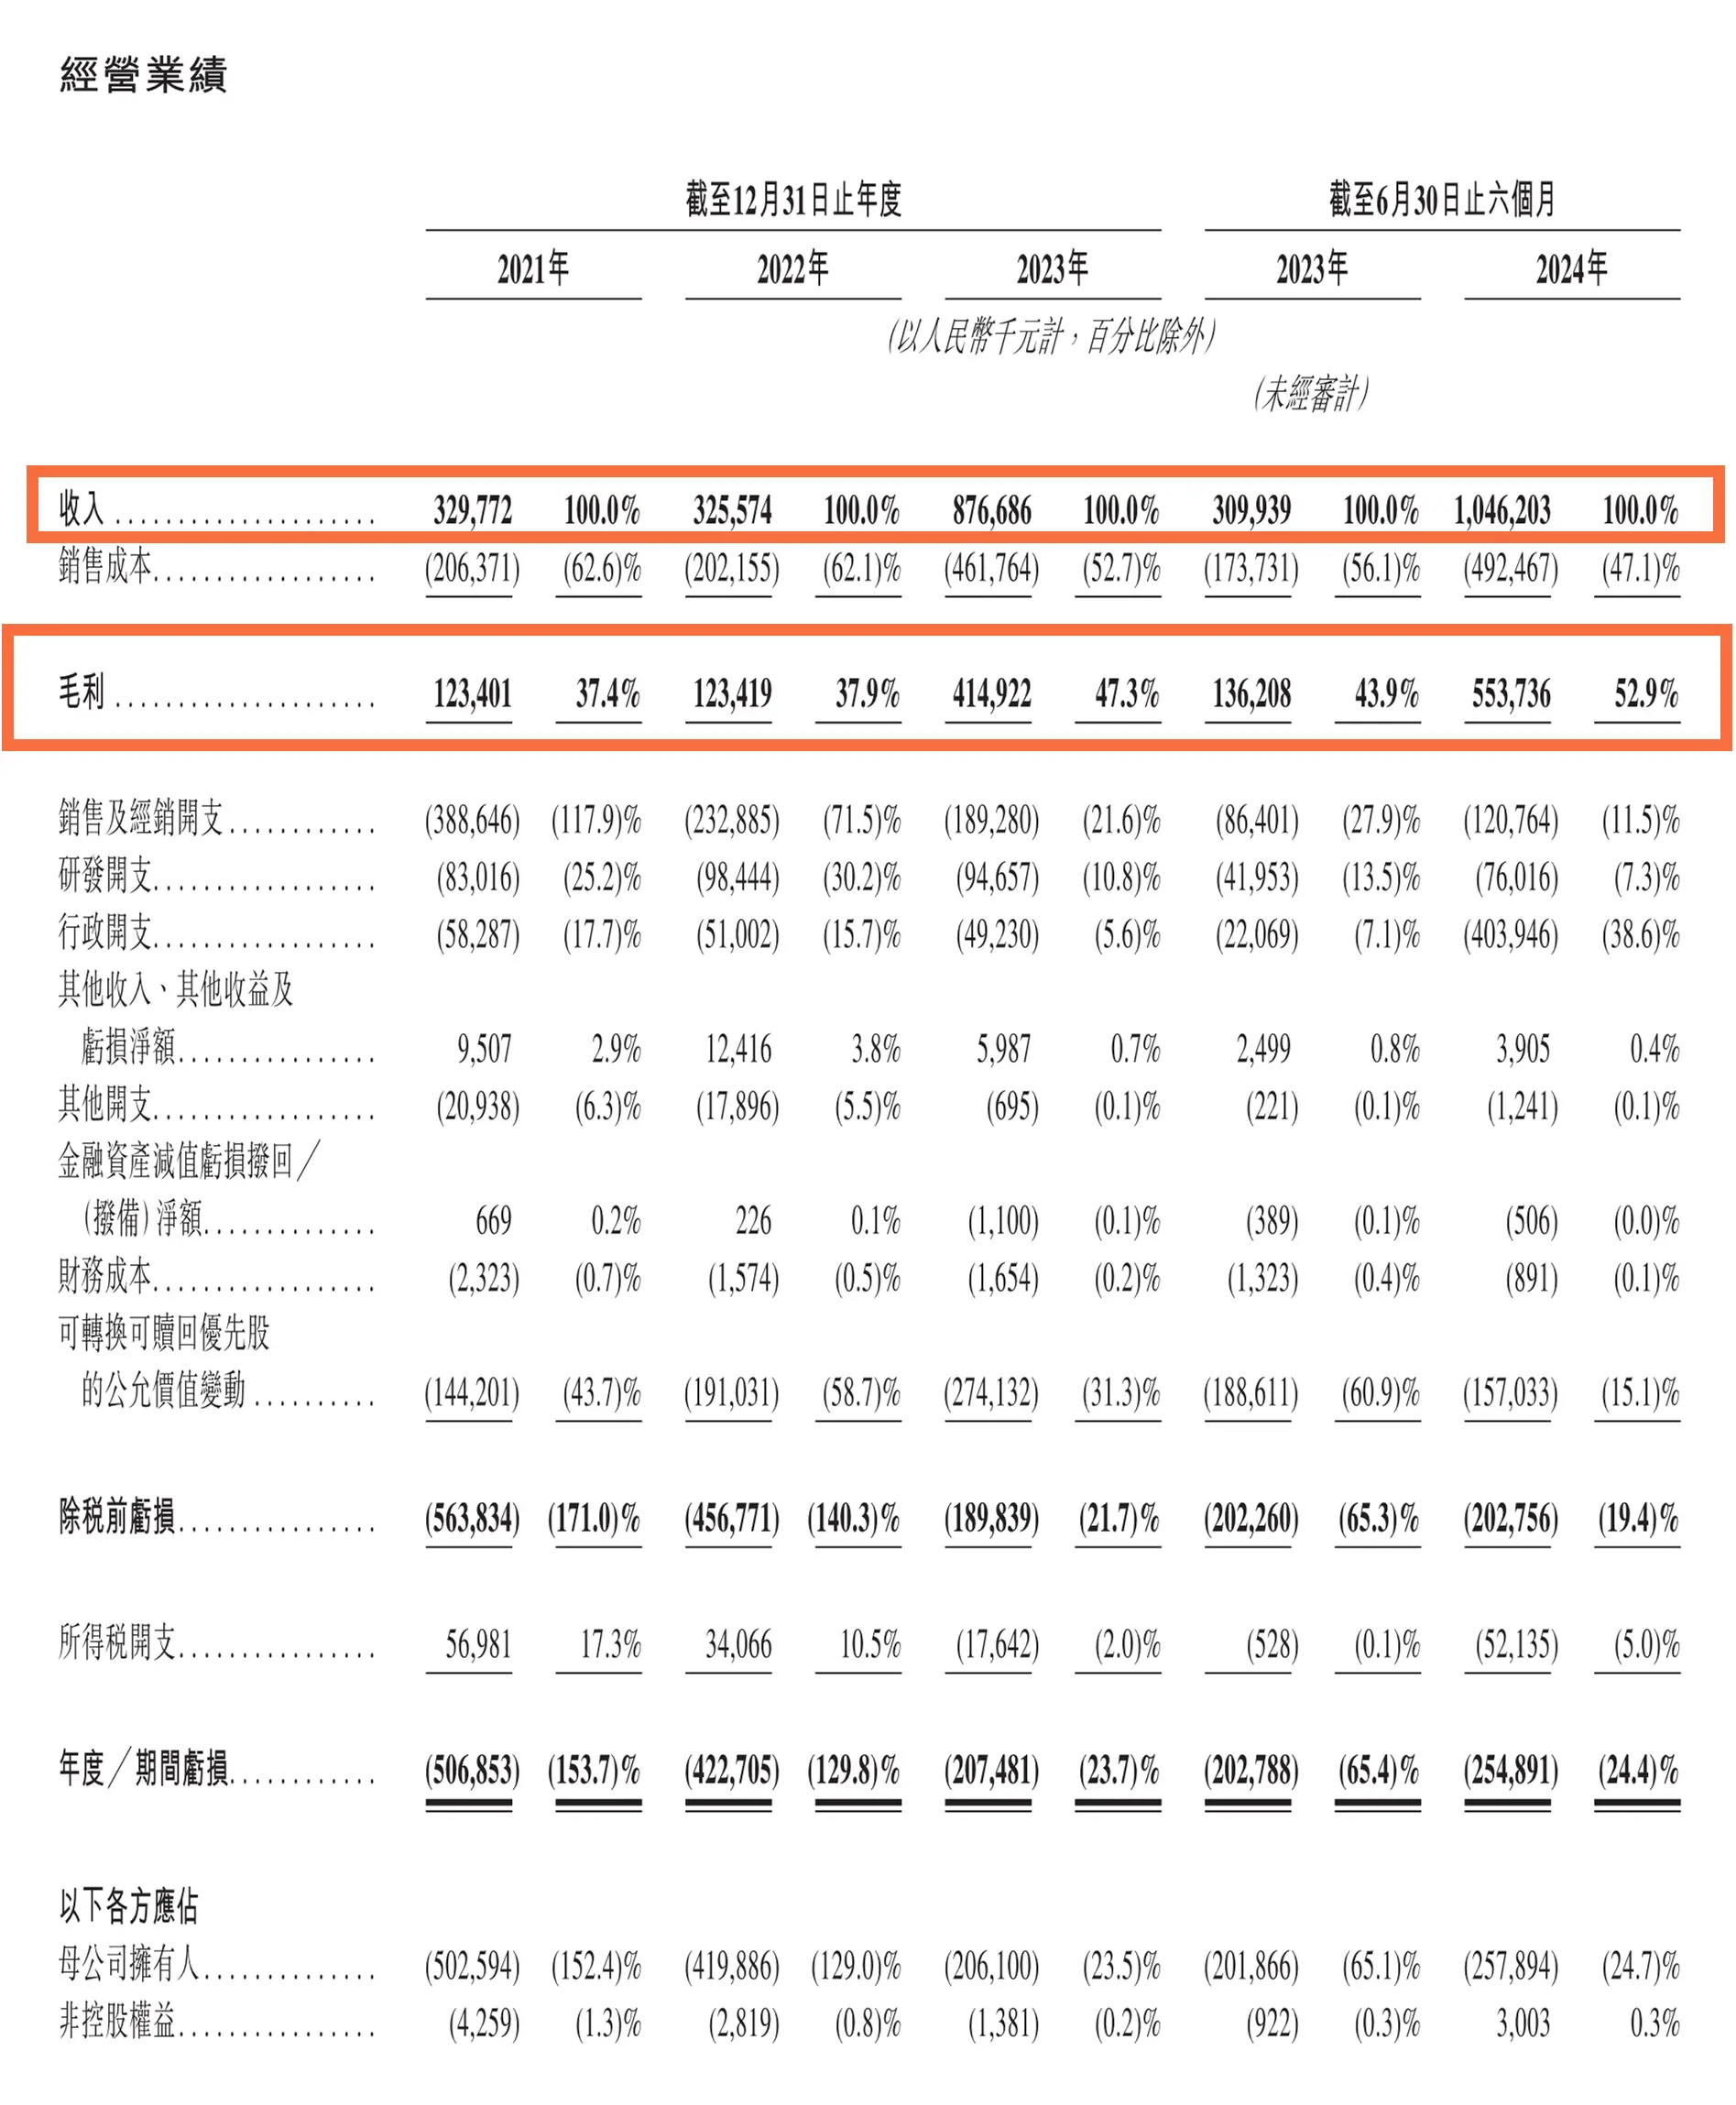 經營業績
截至12月31日止年度 截至6月30日止六個月
2021年 2022年 2023年 2023年 2024年
(以人民幣千元計，百分比除外)
(未經審計)
收入 ..................... 329,772 100.0% 325,574 100.0% 876,686 100.0% 309,939 100.0% 1,046,203 100.0%
銷售成本.................. (206,371) (62.6)% (202,155) (62.1)% (461,764) (52.7)% (173,731) (56.1)% (492,467) (47.1)%
毛利 ..................... 123,401 37.4% 123,419 37.9% 414,922 47.3% 136,208 43.9% 553,736 52.9%
銷售及經銷開支............ (388,646) (117.9)% (232,885) (71.5)% (189,280) (21.6)% (86,401) (27.9)% (120,764) (11.5)%
研發開支.................. (83,016) (25.2)% (98,444) (30.2)% (94,657) (10.8)% (41,953) (13.5)% (76,016) (7.3)%
行政開支.................. (58,287) (17.7)% (51,002) (15.7)% (49,230) (5.6)% (22,069) (7.1)% (403,946) (38.6)%
其他收入、其他收益及
虧損淨額................ 9,507 2.9% 12,416 3.8% 5,987 0.7% 2,499 0.8% 3,905 0.4%
其他開支.................. (20,938) (6.3)% (17,896) (5.5)% (695) (0.1)% (221) (0.1)% (1,241) (0.1)%
金融資產減值虧損撥回／
(撥備)淨額.............. 669 0.2% 226 0.1% (1,100) (0.1)% (389) (0.1)% (506) (0.0)%
財務成本.................. (2,323) (0.7)% (1,574) (0.5)% (1,654) (0.2)% (1,323) (0.4)% (891) (0.1)%
可轉換可贖回優先股
的公允價值變動 .......... (144,201) (43.7)% (191,031) (58.7)% (274,132) (31.3)% (188,611) (60.9)% (157,033) (15.1)%
除税前虧損................ (563,834) (171.0)% (456,771) (140.3)% (189,839) (21.7)% (202,260) (65.3)% (202,756) (19.4)%
所得税開支................ 56,981 17.3% 34,066 10.5% (17,642) (2.0)% (528) (0.1)% (52,135) (5.0)%
年度／期間虧損............ (506,853) (153.7)% (422,705) (129.8)% (207,481) (23.7)% (202,788) (65.4)% (254,891) (24.4)%
以下各方應佔
母公司擁有人.............. (502,594) (152.4)% (419,886) (129.0)% (206,100) (23.5)% (201,866) (65.1)% (257,894) (24.7)%
非控股權益................ (4,259) (1.3)% (2,819) (0.8)% (1,381) (0.2)% (922) (0.3)% 3,003 0.3%